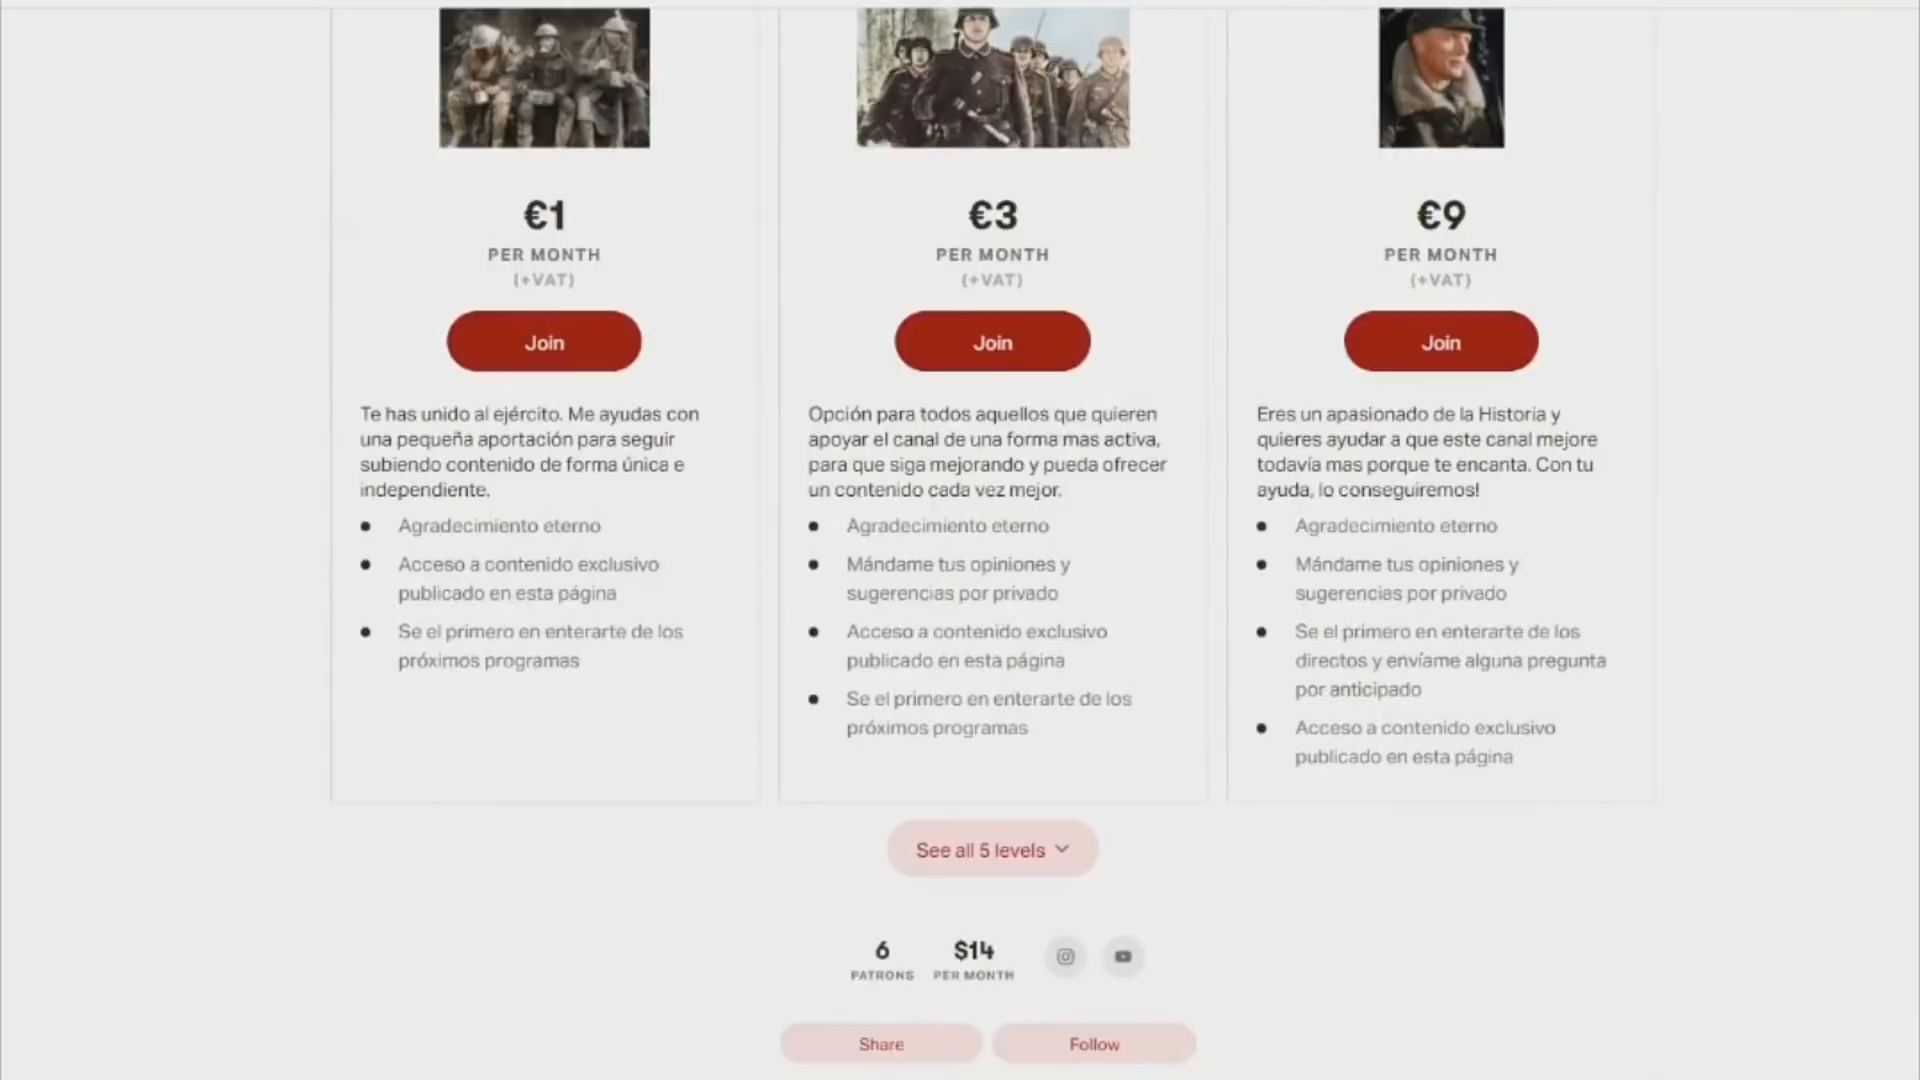 €1
PER MONTH
(+VAT)
Join
Te has unido al ejército. Me ayudas con
una pequeña aportación para seguir
subiendo contenido de forma única e
independiente.
Agradecimiento eterno
Acceso a contenido exclusivo
publicado en esta página
Se el primero en enterarte de los
próximos programas
€3
PER MONTH
(+VAT)
Join
Opción para todos aquellos que quieren
apoyar el canal de una forma mas activa,
para que siga mejorando y pueda ofrecer
un contenido cada vez mejor.
Agradecimiento eterno
Mándame tus opiniones y
sugerencias por privado
Acceso a contenido exclusivo
publicado en esta página
Se el primero en enterarte de los
próximos programas
€9
PER MONTH
(+VAT)
Join
Eres un apasionado de la Historia y
quieres ayudar a que este canal mejore
todavía mas porque te encanta. Con tu
ayuda, lo conseguiremos!
Agradecimiento eterno
Mándame tus opiniones y
sugerencias por privado
Se el primero en enterarte de los
directos y envíame alguna pregunta
por anticipado
Acceso a contenido exclusivo
publicado en esta página
See all 5 levels
6
PATRONS
$14
PER MONTH
Share
Follow